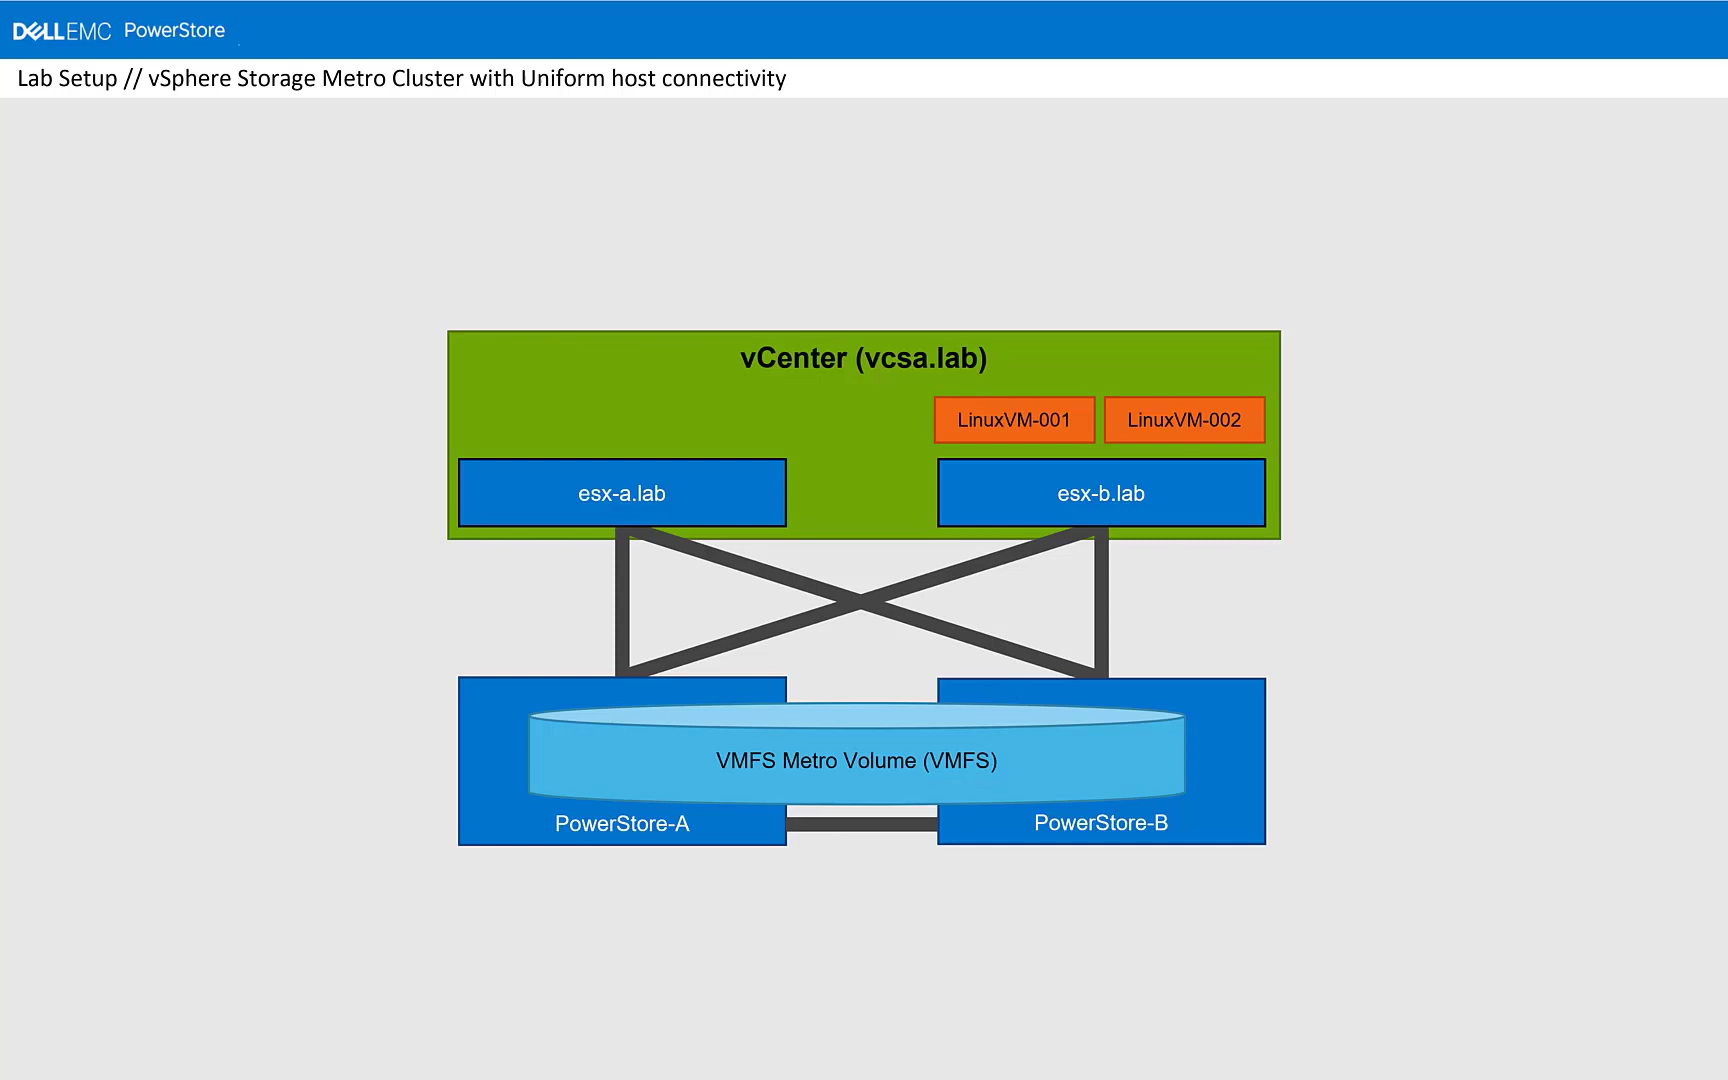 DELLEMC PowerStore
Lab Setup // vSphere Storage Metro Cluster with Uniform host connectivity
vCenter (vcsa.lab)
LinuxVM-001 LinuxVM-002
esx-a.lab esx-b.lab
VMFS Metro Volume (VMFS)
PowerStore-A PowerStore-B